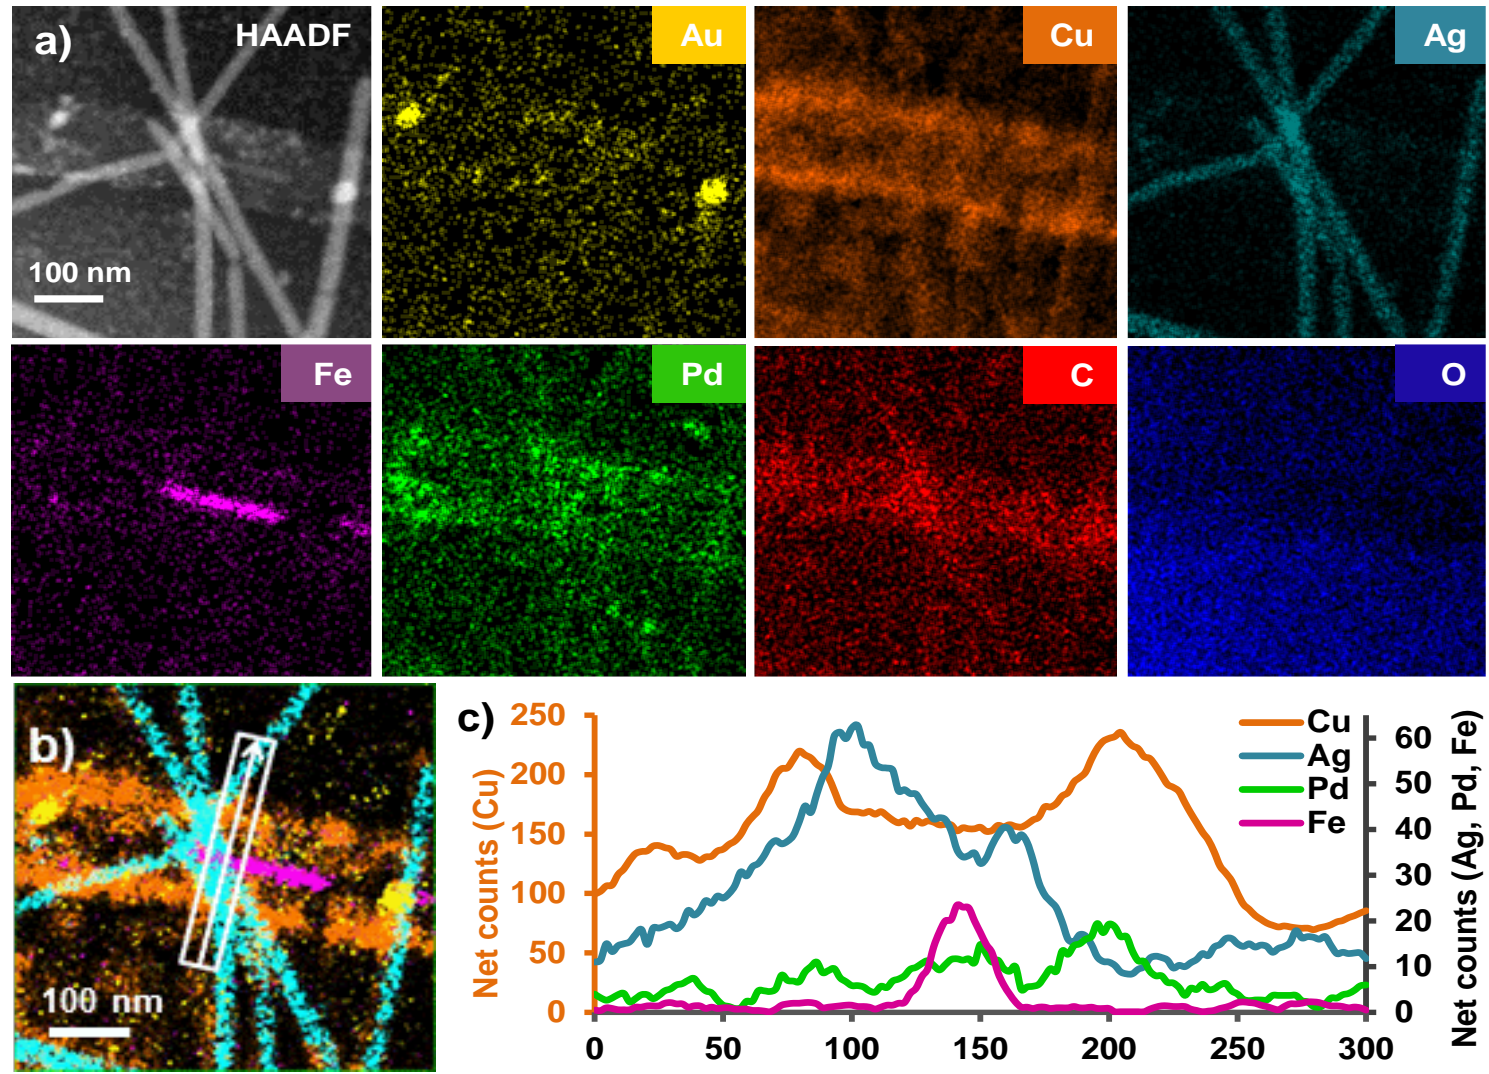 a)
HAADF
Au
Cu
Ag
100 nm
Fe
Pd
C
O
b)
100 nm
c)
Net counts (Cu)
250
200
150
100
50
0
Cu
Ag
Pd
Fe
60
50
40
30
20
10
0
Net counts (Ag, Pd, Fe)
0 50 100 150 200 250 300